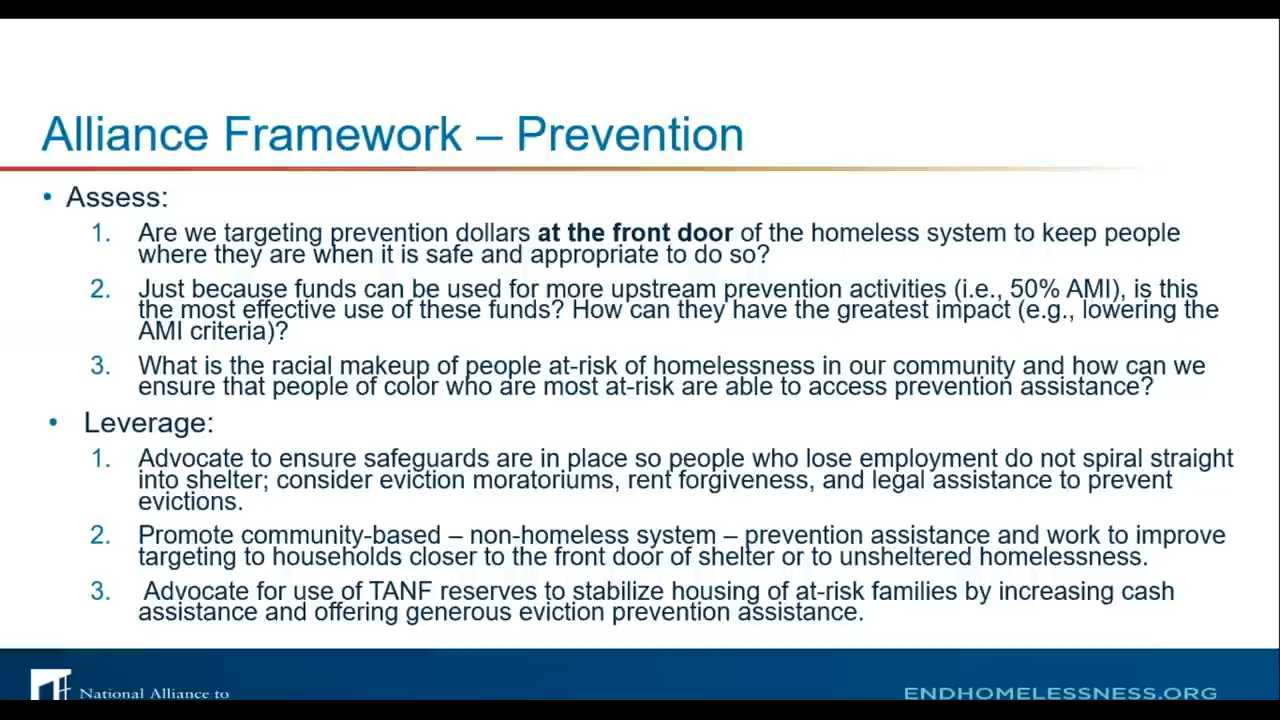 Alliance Framework – Prevention
• Assess:
1. Are we targeting prevention dollars at the front door of the homeless system to keep people
where they are when it is safe and appropriate to do so?
2. Just because funds can be used for more upstream prevention activities (i.e., 50% AMI), is this
the most effective use of these funds? How can they have the greatest impact (e.g., lowering the
AMI criteria)?
3. What is the racial makeup of people at-risk of homelessness in our community and how can we
ensure that people of color who are most at-risk are able to access prevention assistance?
• Leverage:
1. Advocate to ensure safeguards are in place so people who lose employment do not spiral straight
into shelter; consider eviction moratoriums, rent forgiveness, and legal assistance to prevent
evictions.
2. Promote community-based – non-homeless system – prevention assistance and work to improve
targeting to households closer to the front door of shelter or to unsheltered homelessness.
3. Advocate for use of TANF reserves to stabilize housing of at-risk families by increasing cash
assistance and offering generous eviction prevention assistance.
National Alliance to
ENDHOMELESSNESS.ORG